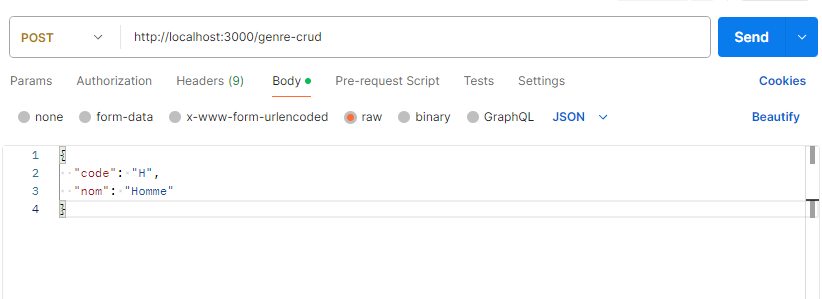 POST http://localhost:3000/genre-crud Send
Params Authorization Headers (9) Body Pre-request Script Tests Settings Cookies
none form-data x-www-form-urlencoded raw binary GraphQL JSON Beautify
1 {
2 "code": "H",
3 "nom": "Homme"
4 }